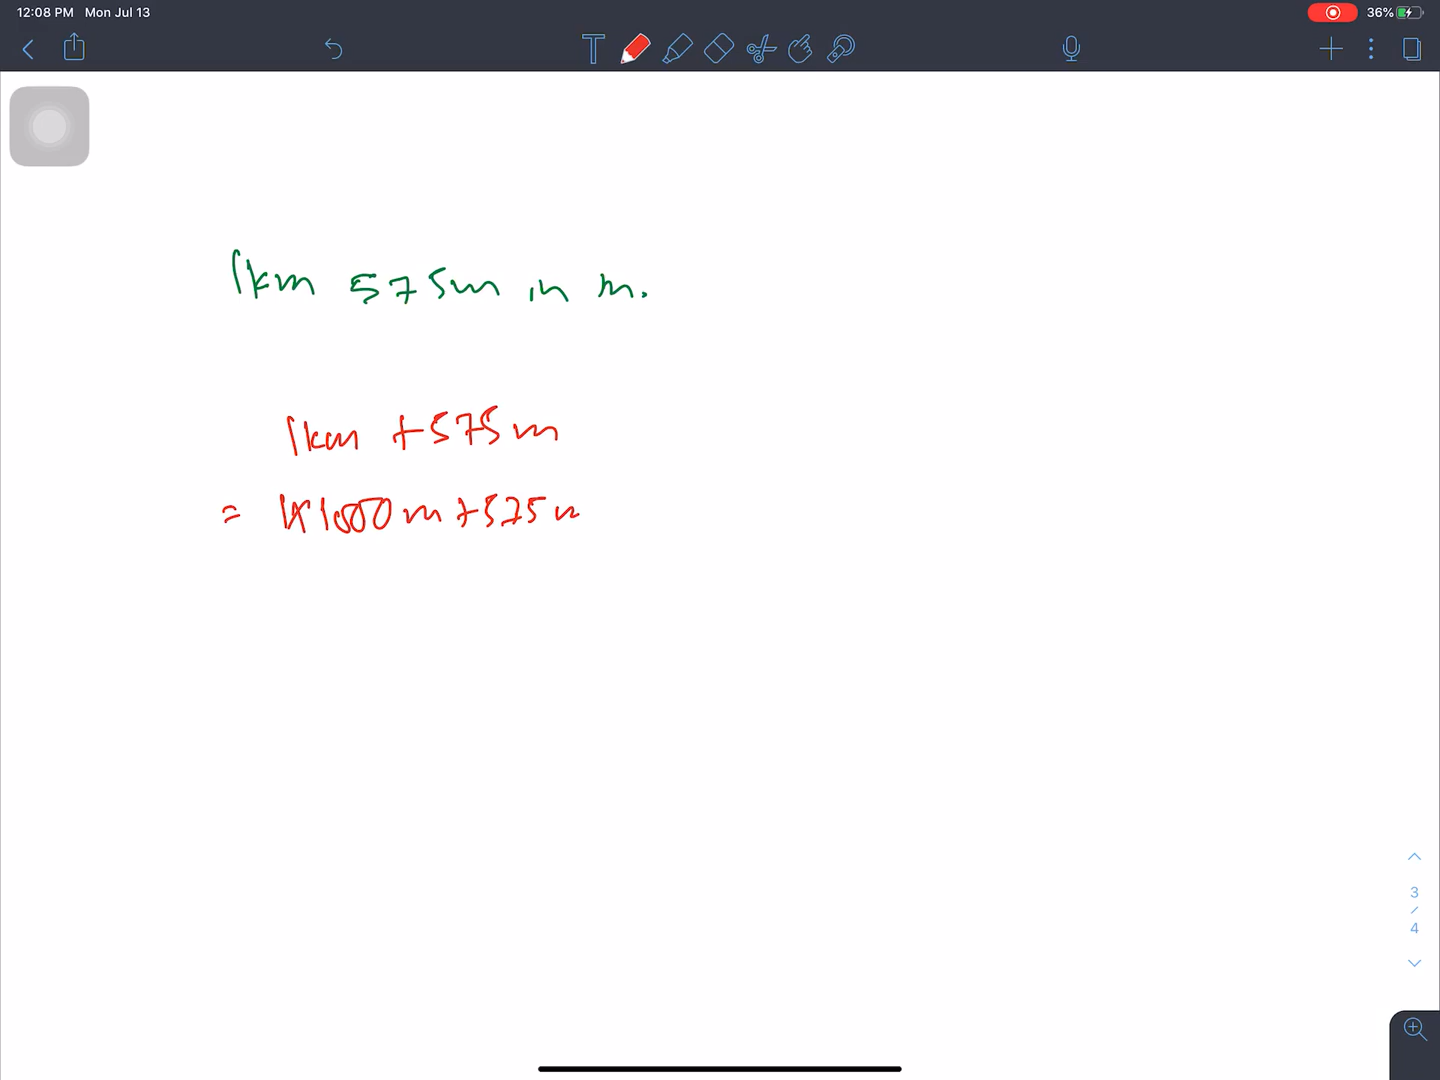 12:08 PM Mon Jul 13 36%
1km 575m in m.
1km + 575m
= 1×1000m+575m
3
/
4